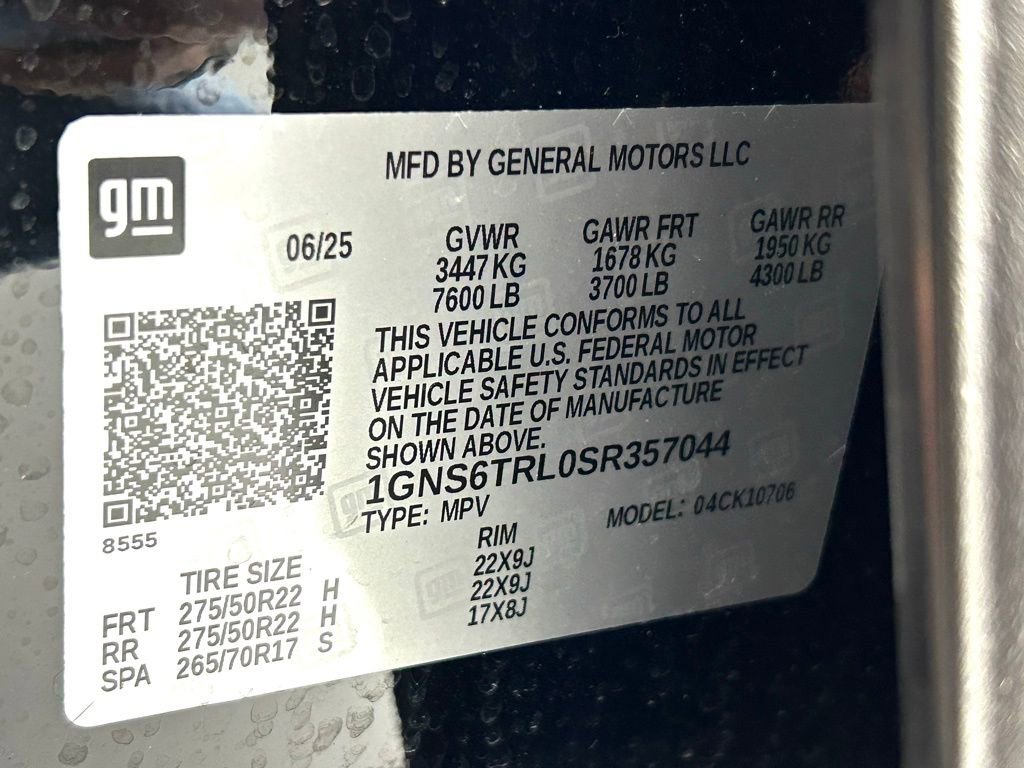 gm
MFD BY GENERAL MOTORS LLC
06/25
GVWR
3447 KG
7600 LB
GAWR FRT
1678 KG
3700 LB
GAWR RR
1950 KG
4300 LB
THIS VEHICLE CONFORMS TO ALL
APPLICABLE U.S. FEDERAL MOTOR
VEHICLE SAFETY STANDARDS IN EFFECT
ON THE DATE OF MANUFACTURE
SHOWN ABOVE.
1GNS6TRL0SR357044
TYPE: MPV
MODEL: 04CK10706
8555
TIRE SIZE
RIM
FRT 275/50R22 H 22X9J
RR 275/50R22 H 22X9J
SPA 265/70R17 S 17X8J